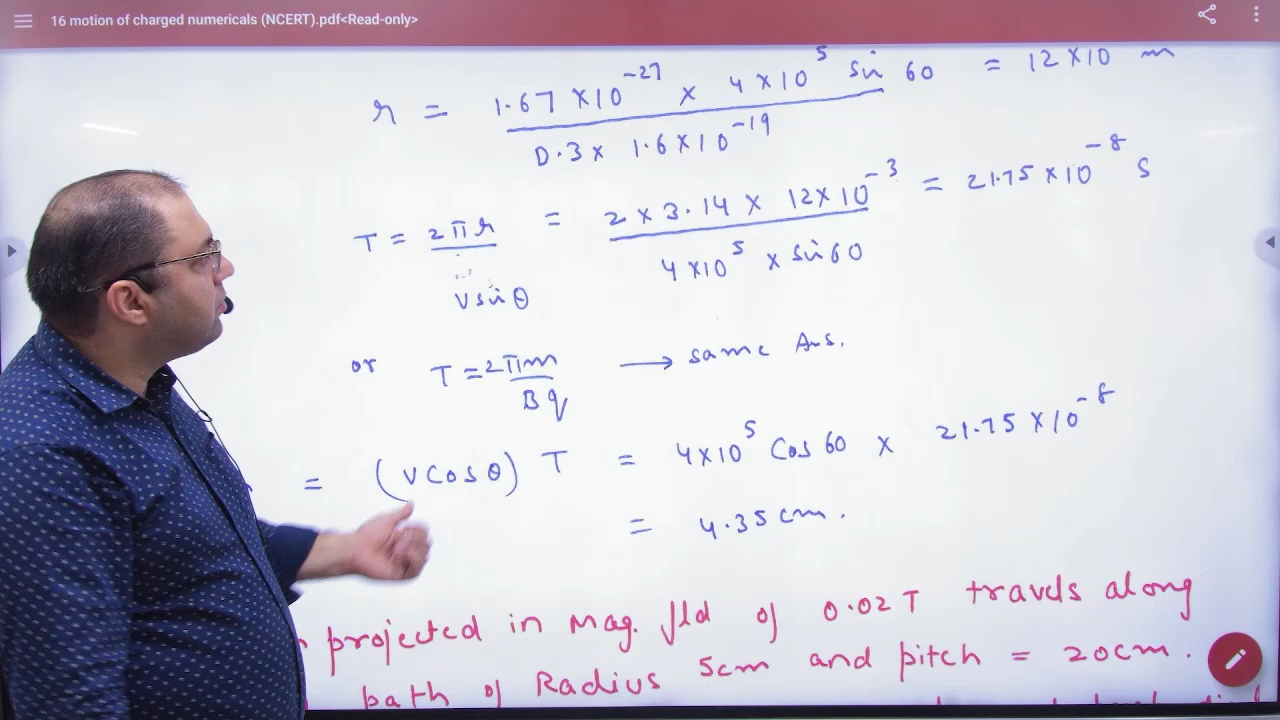 16 motion of charged numericals (NCERT).pdf<Read-only>
r = 1.67 × 10^-27 × 4 × 10^5 sin 60 / 0.3 × 1.6 × 10^-19 = 12 × 10 m
T = 2πr / v sin θ = 2 × 3.14 × 12 × 10^-3 / 4 × 10^5 × sin 60 = 21.75 × 10^-8 s
or T = 2πm / Bq → same Ans.
= (v cos θ) T = 4 × 10^5 Cos 60 × 21.75 × 10^-8
= 4.35 cm.
projected in Mag. fld of 0.02 T travels along
path of Radius 5cm and pitch = 20cm.